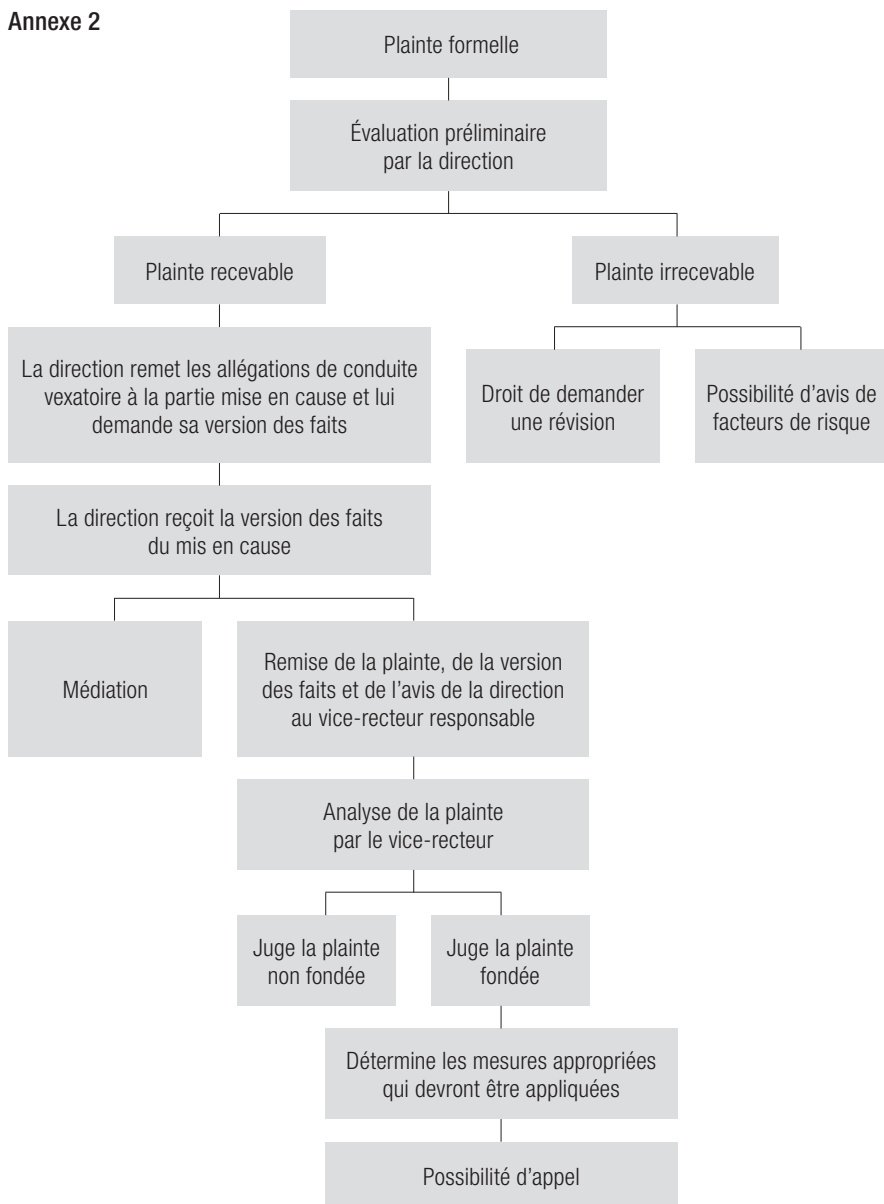 Annexe 2
Plainte formelle
Évaluation préliminaire
par la direction
Plainte recevable
Plainte irrecevable
La direction remet les allégations de conduite
vexatoire à la partie mise en cause et lui
demande sa version des faits
Droit de demander
une révision
Possibilité d'avis de
facteurs de risque
La direction reçoit la version des faits
du mis en cause
Médiation
Remise de la plainte, de la version
des faits et de l'avis de la direction
au vice-recteur responsable
Analyse de la plainte
par le vice-recteur
Juge la plainte
non fondée
Juge la plainte
fondée
Détermine les mesures appropriées
qui devront être appliquées
Possibilité d'appel